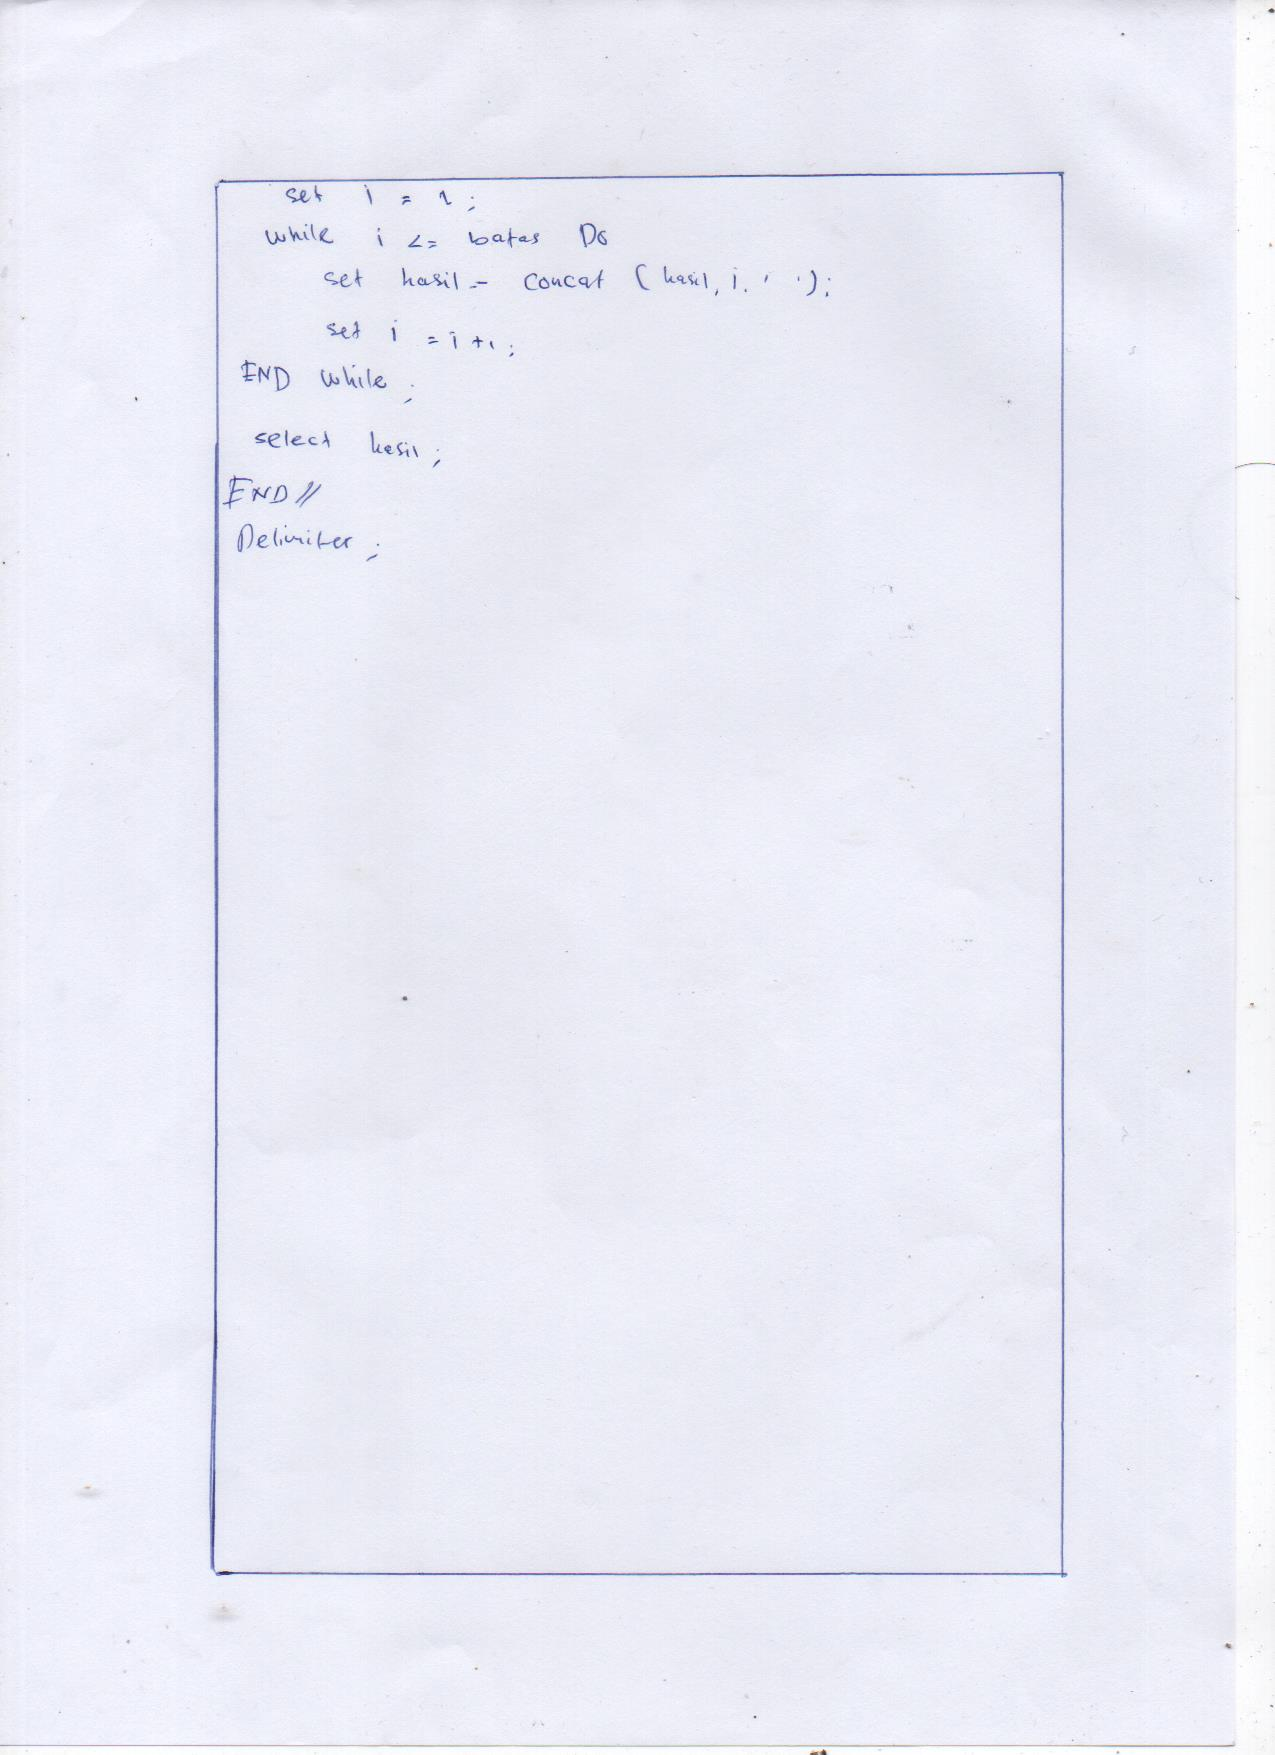 set i = 1;
while i <= batas Do
set hasil = concat (hasil, i, ' ');
set i = i+1;
END while;
select hasil;
END//
Delimiter ;